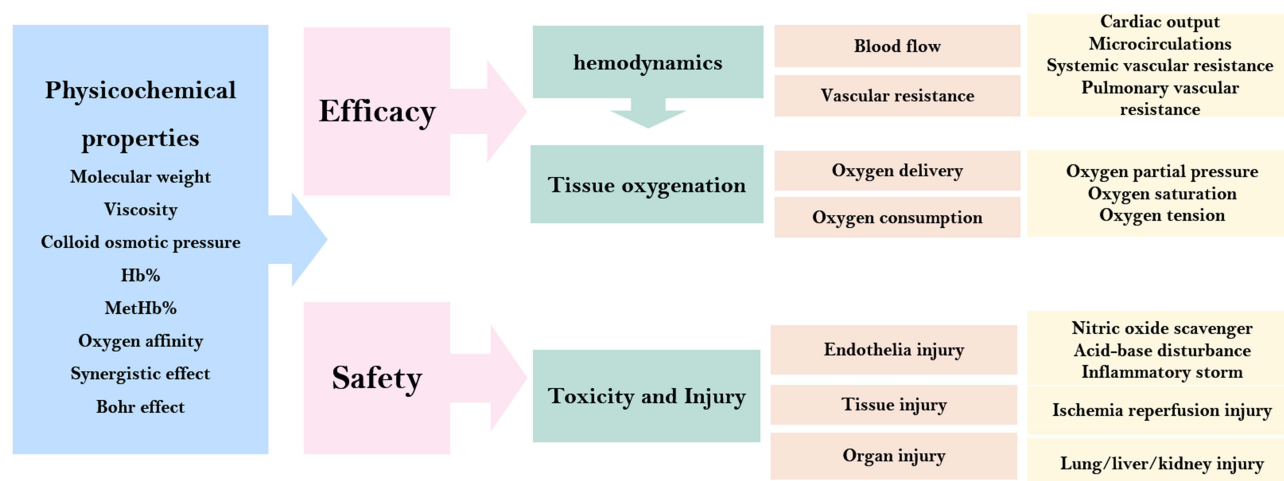 Physicochemical
properties
Molecular weight
Viscosity
Colloid osmotic pressure
Hb%
MetHb%
Oxygen affinity
Synergistic effect
Bohr effect
Efficacy
hemodynamics
Blood flow
Vascular resistance
Cardiac output
Microcirculations
Systemic vascular resistance
Pulmonary vascular
resistance
Tissue oxygenation
Oxygen delivery
Oxygen consumption
Oxygen partial pressure
Oxygen saturation
Oxygen tension
Safety
Toxicity and Injury
Endothelia injury
Tissue injury
Organ injury
Nitric oxide scavenger
Acid-base disturbance
Inflammatory storm
Ischemia reperfusion injury
Lung/liver/kidney injury